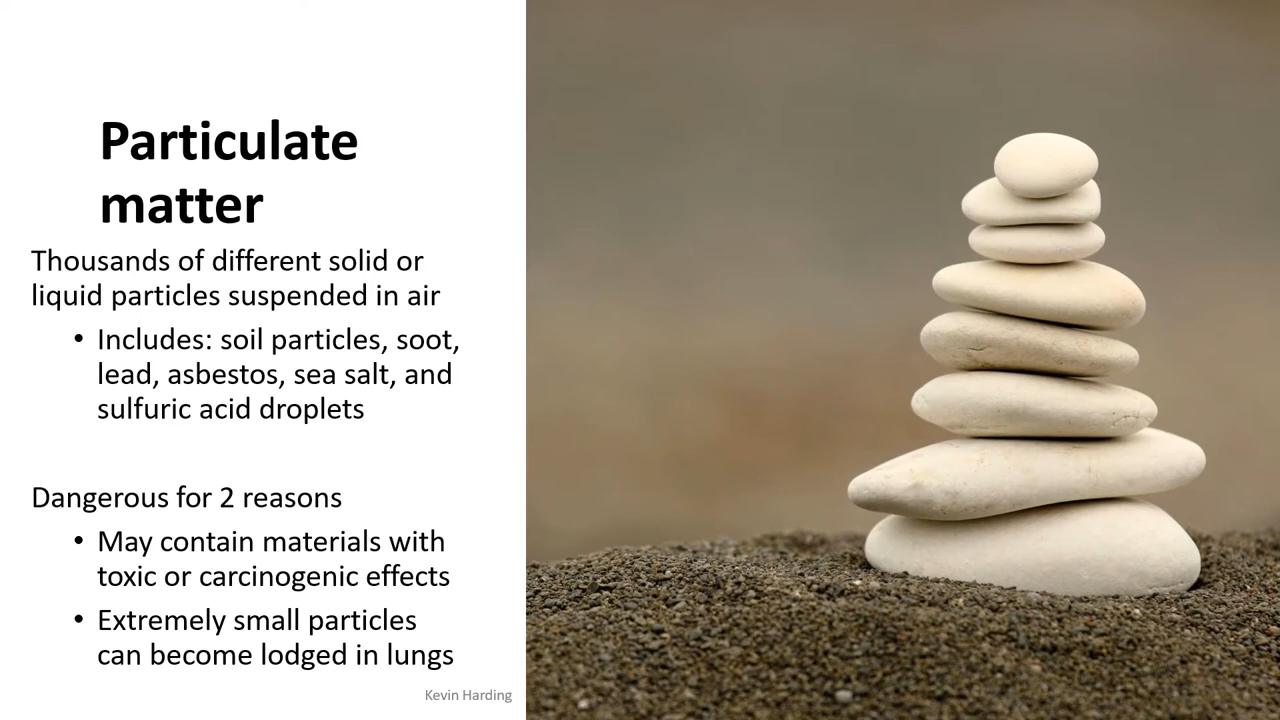 Particulate
matter
Thousands of different solid or
liquid particles suspended in air
• Includes: soil particles, soot,
lead, asbestos, sea salt, and
sulfuric acid droplets
Dangerous for 2 reasons
• May contain materials with
toxic or carcinogenic effects
• Extremely small particles
can become lodged in lungs
Kevin Harding